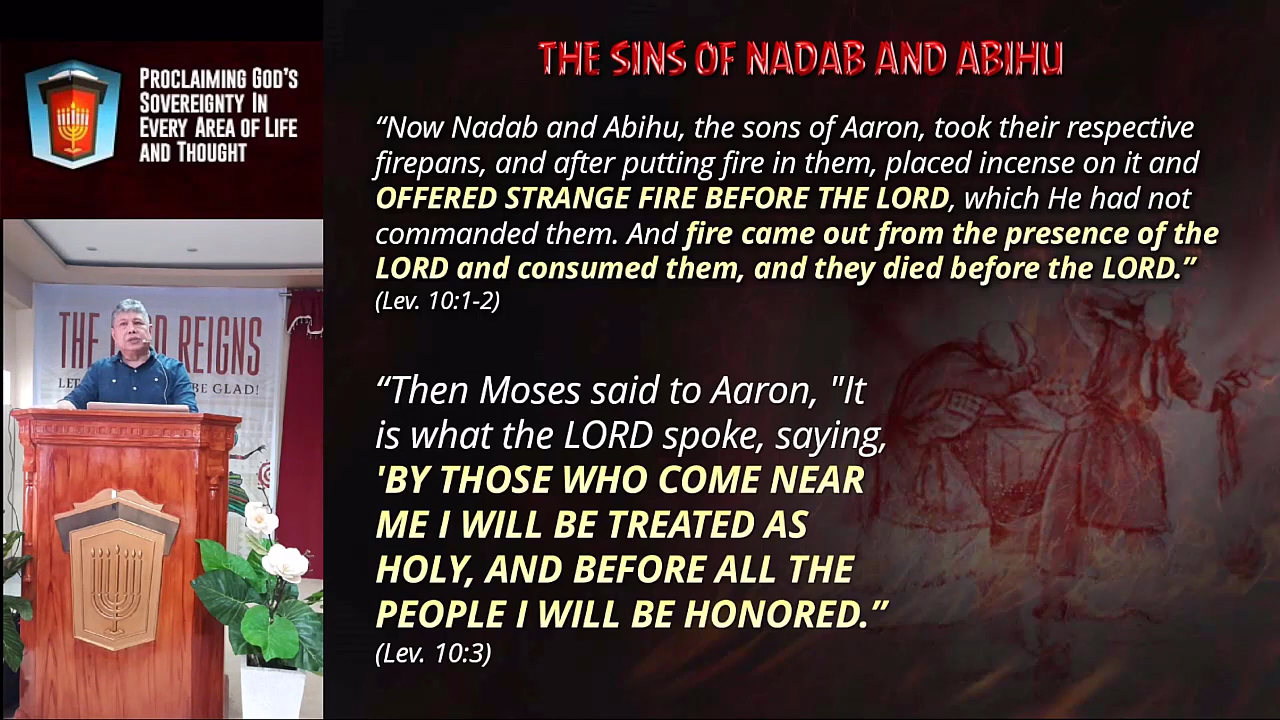 PROCLAIMING GOD'S
SOVEREIGNTY IN
EVERY AREA OF LIFE
AND THOUGHT
THE REIGNS
LET BE GLAD!
THE SINS OF NADAB AND ABIHU
“Now Nadab and Abihu, the sons of Aaron, took their respective
firepans, and after putting fire in them, placed incense on it and
OFFERED STRANGE FIRE BEFORE THE LORD, which He had not
commanded them. And fire came out from the presence of the
LORD and consumed them, and they died before the LORD.”
(Lev. 10:1-2)
“Then Moses said to Aaron, "It
is what the LORD spoke, saying,
'BY THOSE WHO COME NEAR
ME I WILL BE TREATED AS
HOLY, AND BEFORE ALL THE
PEOPLE I WILL BE HONORED.”
(Lev. 10:3)